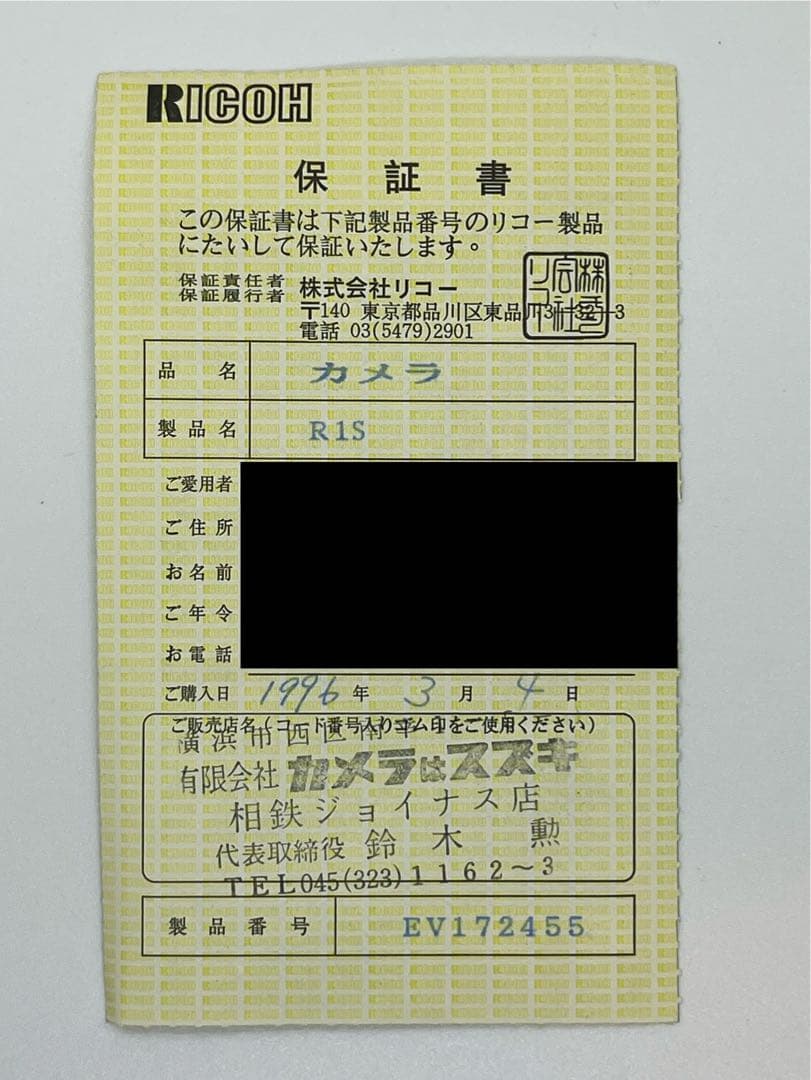 RICOH
保証書
この保証書は下記製品番号のリコー製品
にたいして保証いたします。
保証責任者
保証履行者
株式会社リコー
〒140 東京都品川区東品川3-32-3
電話 03(5479)2901
品名 カメラ
製品名 R1S
ご愛用者
ご住所
お名前
ご年令
お電話
ご購入日 1996年3月4日
ご販売店名(コード番号入りゴム印をご使用ください)
横浜市西区南幸
有限会社 カメラはスズキ
相鉄ジョイナス店
代表取締役 鈴木 勲
TEL045(323)1162~3
製品番号 EV172455